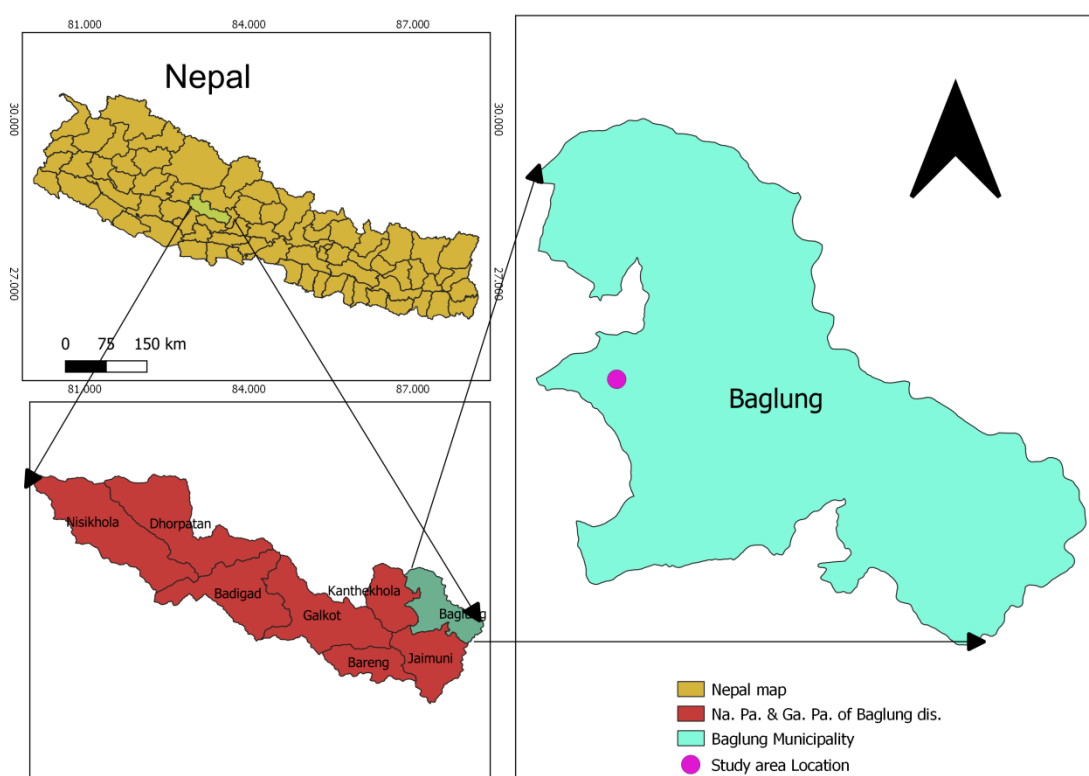 81.000 84.000 87.000
Nepal
30.000
30.000
27.000
27.000
0 75 150 km
81.000 84.000 87.000
Nisikhola
Dhorpatan
Badigad
Kanthekhola
Galkot
Baglung
Bareng
Jaimuni
Baglung
Nepal map
Na. Pa. & Ga. Pa. of Baglung dis.
Baglung Municipality
Study area Location